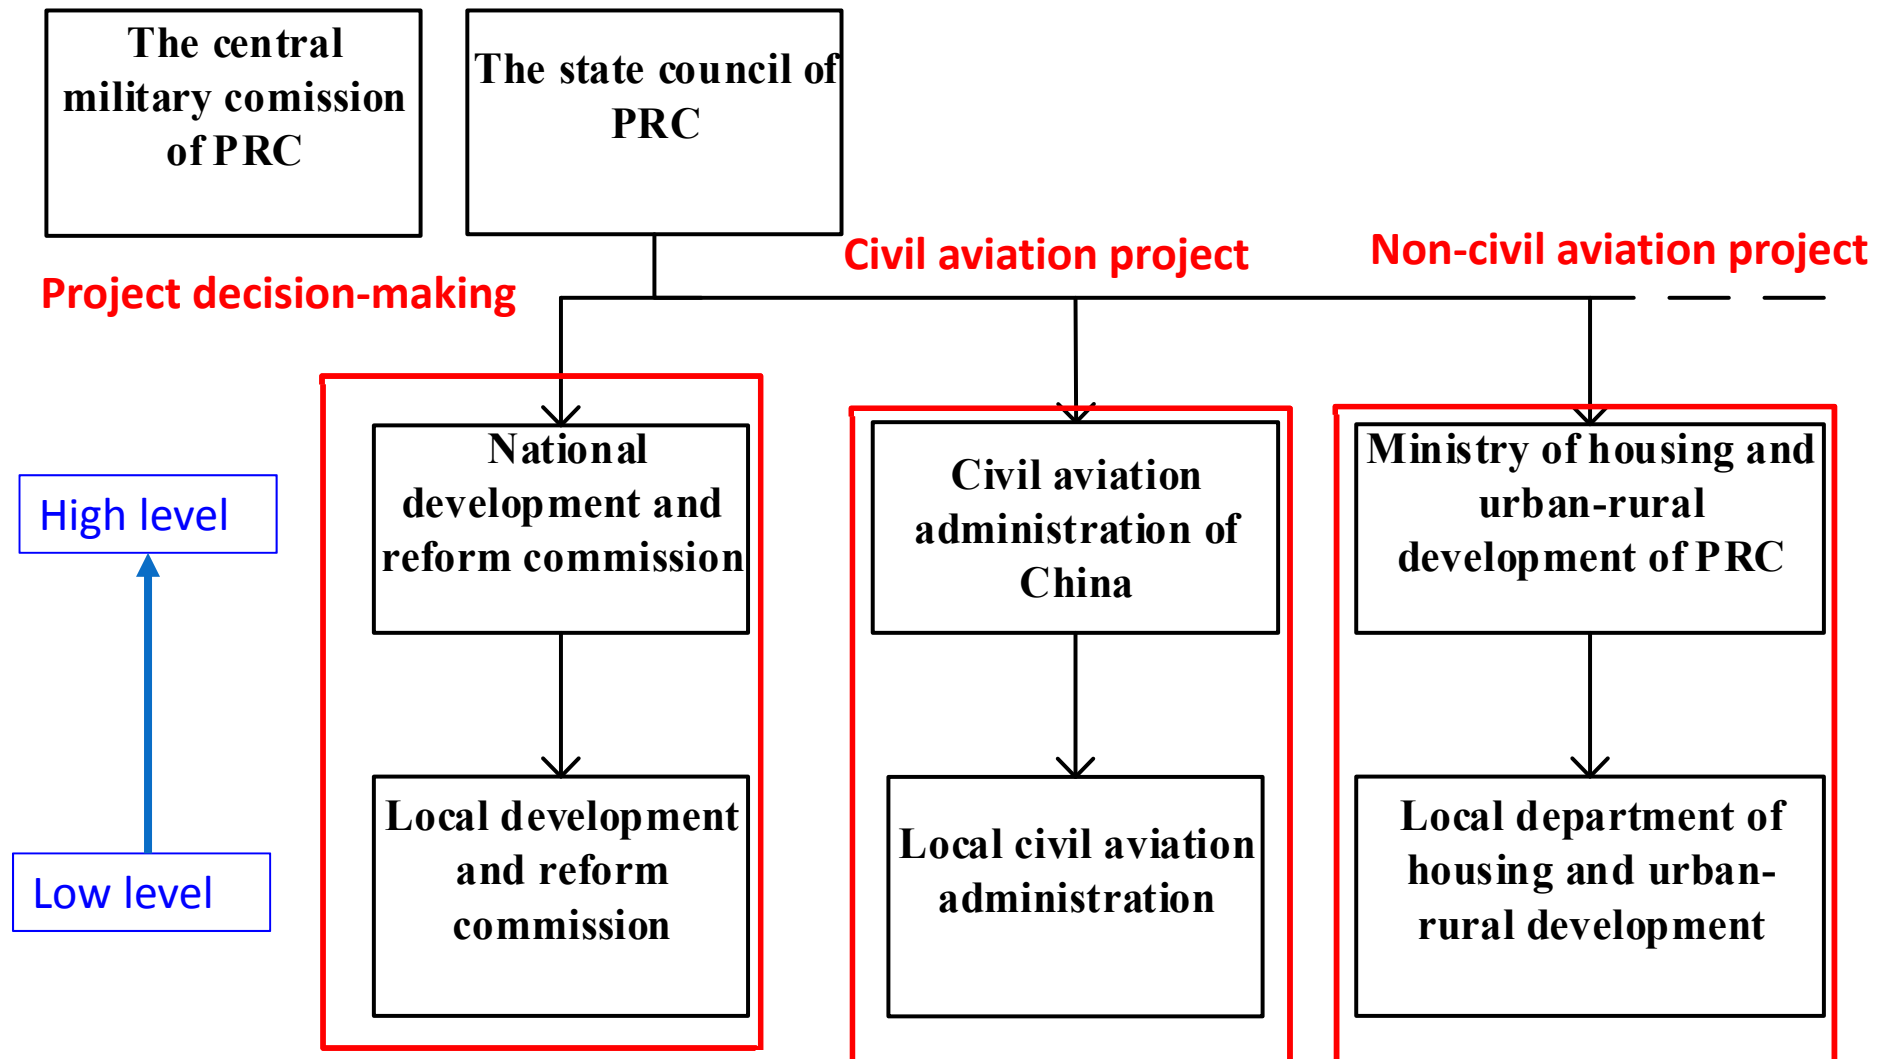 The central
military comission
of PRC
The state council of
PRC
Project decision-making
Civil aviation project
Non-civil aviation project
High level
Low level
National
development and
reform commission
Civil aviation
administration of
China
Ministry of housing and
urban-rural
development of PRC
Local development
and reform
commission
Local civil aviation
administration
Local department of
housing and urban-
rural development